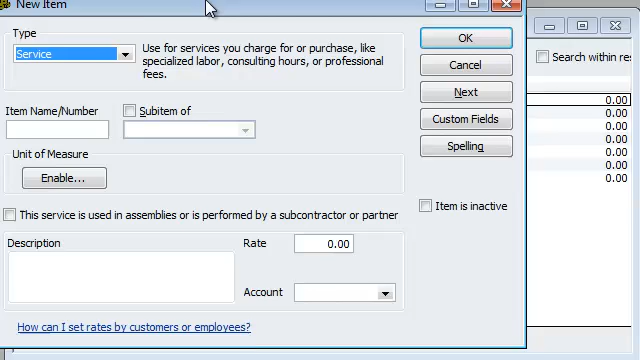 New Item
Type
Service
Use for services you charge for or purchase, like
specialized labor, consulting hours, or professional
fees.
OK
Cancel
Next
Custom Fields
Spelling
Item Name/Number
Subitem of
Unit of Measure
Enable...
Item is inactive
This service is used in assemblies or is performed by a subcontractor or partner
Description
Rate
0.00
Account
How can I set rates by customers or employees?
Search within res
0.00
0.00
0.00
0.00
0.00
0.00
0.00